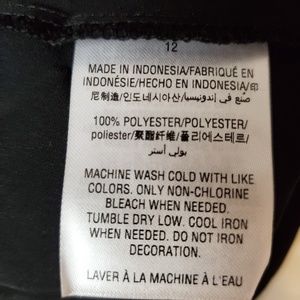 12
MADE IN INDONESIA/FABRIQUÉ EN
INDONÉSIE/HECHO EN INDONESIA/印
尼制造/인도네시아산/صنع في إندونيسيا
100% POLYESTER/POLYESTER/
poliester/聚酯纤维/폴리에스테르/
بولي أستر
MACHINE WASH COLD WITH LIKE
COLORS. ONLY NON-CHLORINE
BLEACH WHEN NEEDED.
TUMBLE DRY LOW. COOL IRON
WHEN NEEDED. DO NOT IRON
DECORATION.
LAVER À LA MACHINE À L'EAU